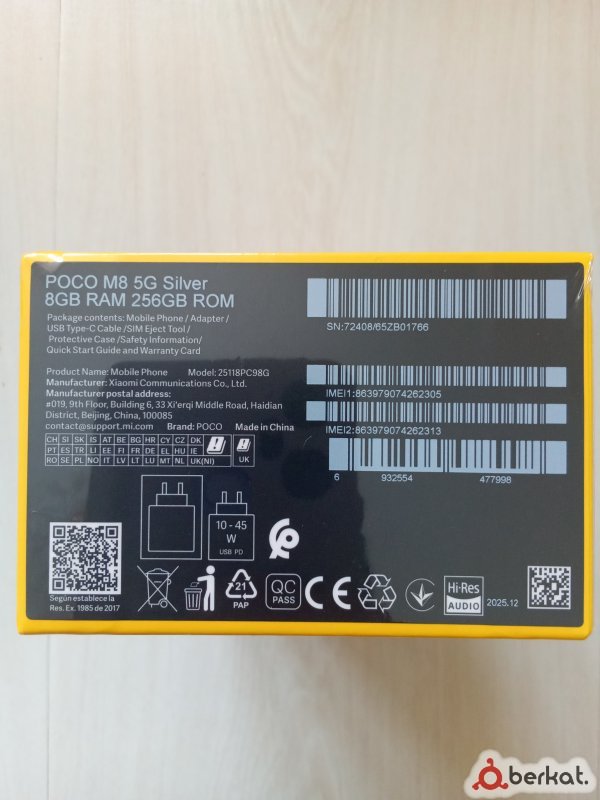 POCO M8 5G Silver
8GB RAM 256GB ROM
Package contents: Mobile Phone / Adapter /
USB Type-C Cable /SIM Eject Tool /
Protective Case /Safety Information/
Quick Start Guide and Warranty Card
Product Name: Mobile Phone Model: 25118PC98G
Manufacturer: Xiaomi Communications Co., Ltd.
Manufacturer postal address:
#019, 9th Floor, Building 6, 33 Xi'erqi Middle Road, Haidian
District, Beijing, China, 100085
contact@support.mi.com Brand: POCO Made in China
CH SI SK IS AT BE BG HR CY CZ DK
PT ES TR LI EE FI FR DE EL HU IE
RO SE PL NO IT LV LT LU MT NL UK(NI)
UK
SN:72408/65ZB01766
IMEI1:863979074262305
IMEI2:863979074262313
6 932554 477998
10 - 45
W
USB PD
Según establece la
Res. Ex. 1985 de 2017
21
PAP
QC
PASS
CE
Hi-Res
AUDIO
2025.12
berkat.